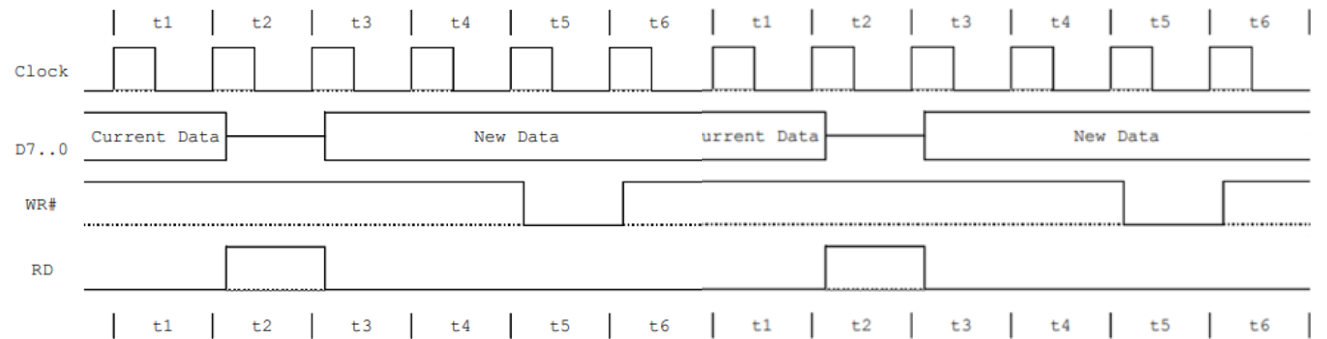 t1 t2 t3 t4 t5 t6 t1 t2 t3 t4 t5 t6
Clock
Current Data New Data urrent Data New Data
D7..0
WR#
RD
t1 t2 t3 t4 t5 t6 t1 t2 t3 t4 t5 t6